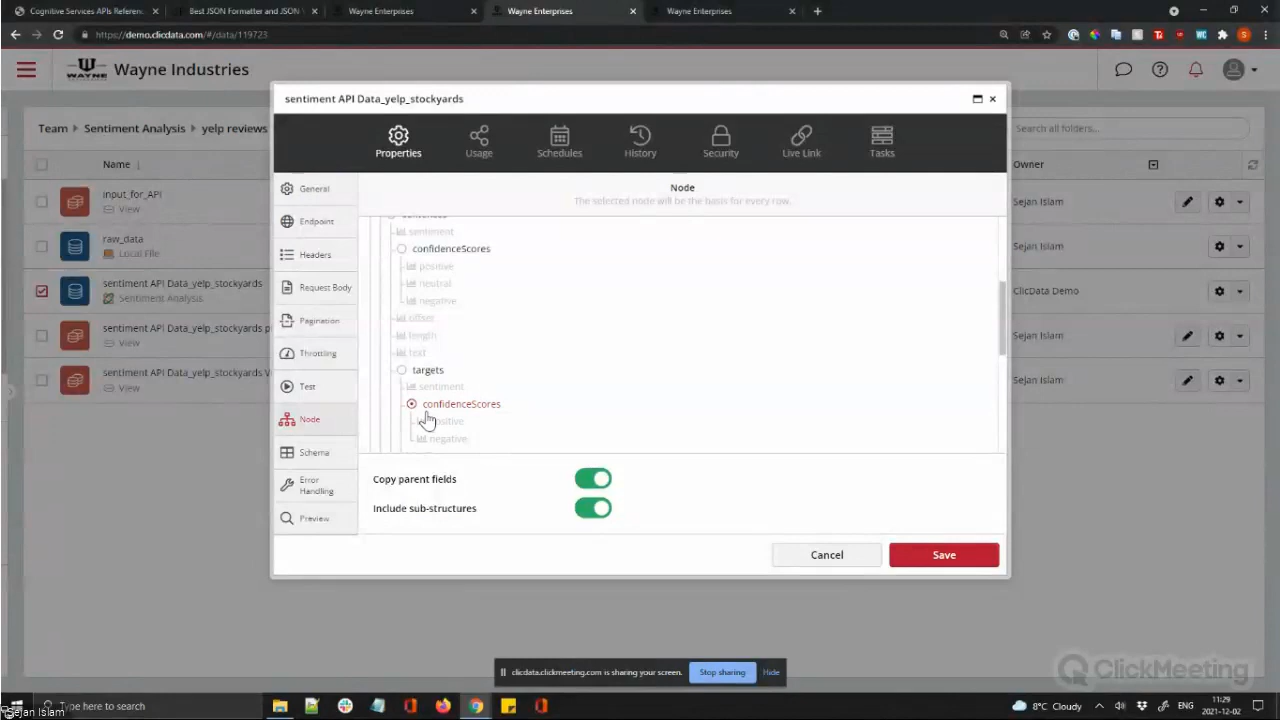 Cognitive Services APIs Referenc
Best JSON Formatter and JSON
Wayne Enterprises
Wayne Enterprises
Wayne Enterprises
https://demo.clicdata.com/#/data/119723
WAYNE
Wayne Industries
sentiment API Data_yelp_stockyards
Properties
Usage
Schedules
History
Security
Live Link
Tasks
Team
Sentiment Analysis
yelp reviews
Search all folders...
Name
Owner
input_for_API
View
Sejan Islam
raw_data
Local File
Sejan Islam
sentiment API Data_yelp_stockyards
Sentiment Analysis
ClicData Demo
sentiment API Data_yelp_stockyards p
View
Sejan Islam
sentiment API Data_yelp_stockyards V
View
Sejan Islam
General
Endpoint
Headers
Request Body
Pagination
Throttling
Test
Node
Schema
Error
Handling
Preview
Node
The selected node will be the basis for every row.
sentiment
confidenceScores
positive
neutral
negative
offset
length
text
targets
sentiment
confidenceScores
negative
Copy parent fields
Include sub-structures
Cancel
Save
clicdata.clickmeeting.com is sharing your screen.
Stop sharing
Hide
ClickMeeting
Type here to search
Sejan Islam
8°C Cloudy
ENG
11:29
2021-12-02